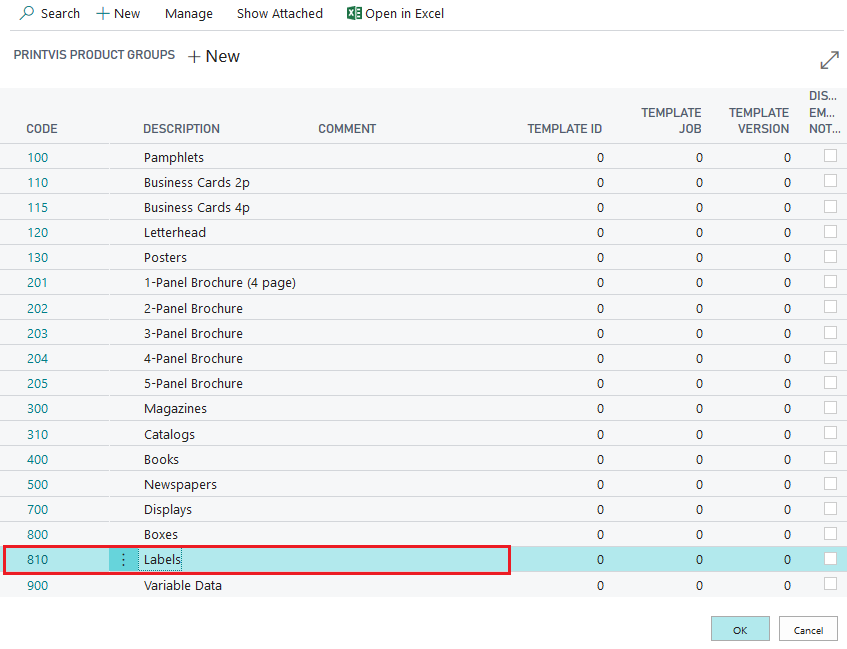 Search New Manage Show Attached Open in Excel
PRINTVIS PRODUCT GROUPS + New
CODE DESCRIPTION COMMENT TEMPLATE ID TEMPLATE JOB TEMPLATE VERSION DIS... EM... NOT...
100 Pamphlets 0 0 0
110 Business Cards 2p 0 0 0
115 Business Cards 4p 0 0 0
120 Letterhead 0 0 0
130 Posters 0 0 0
201 1-Panel Brochure (4 page) 0 0 0
202 2-Panel Brochure 0 0 0
203 3-Panel Brochure 0 0 0
204 4-Panel Brochure 0 0 0
205 5-Panel Brochure 0 0 0
300 Magazines 0 0 0
310 Catalogs 0 0 0
400 Books 0 0 0
500 Newspapers 0 0 0
700 Displays 0 0 0
800 Boxes 0 0 0
810 Labels 0 0 0
900 Variable Data 0 0 0
OK Cancel